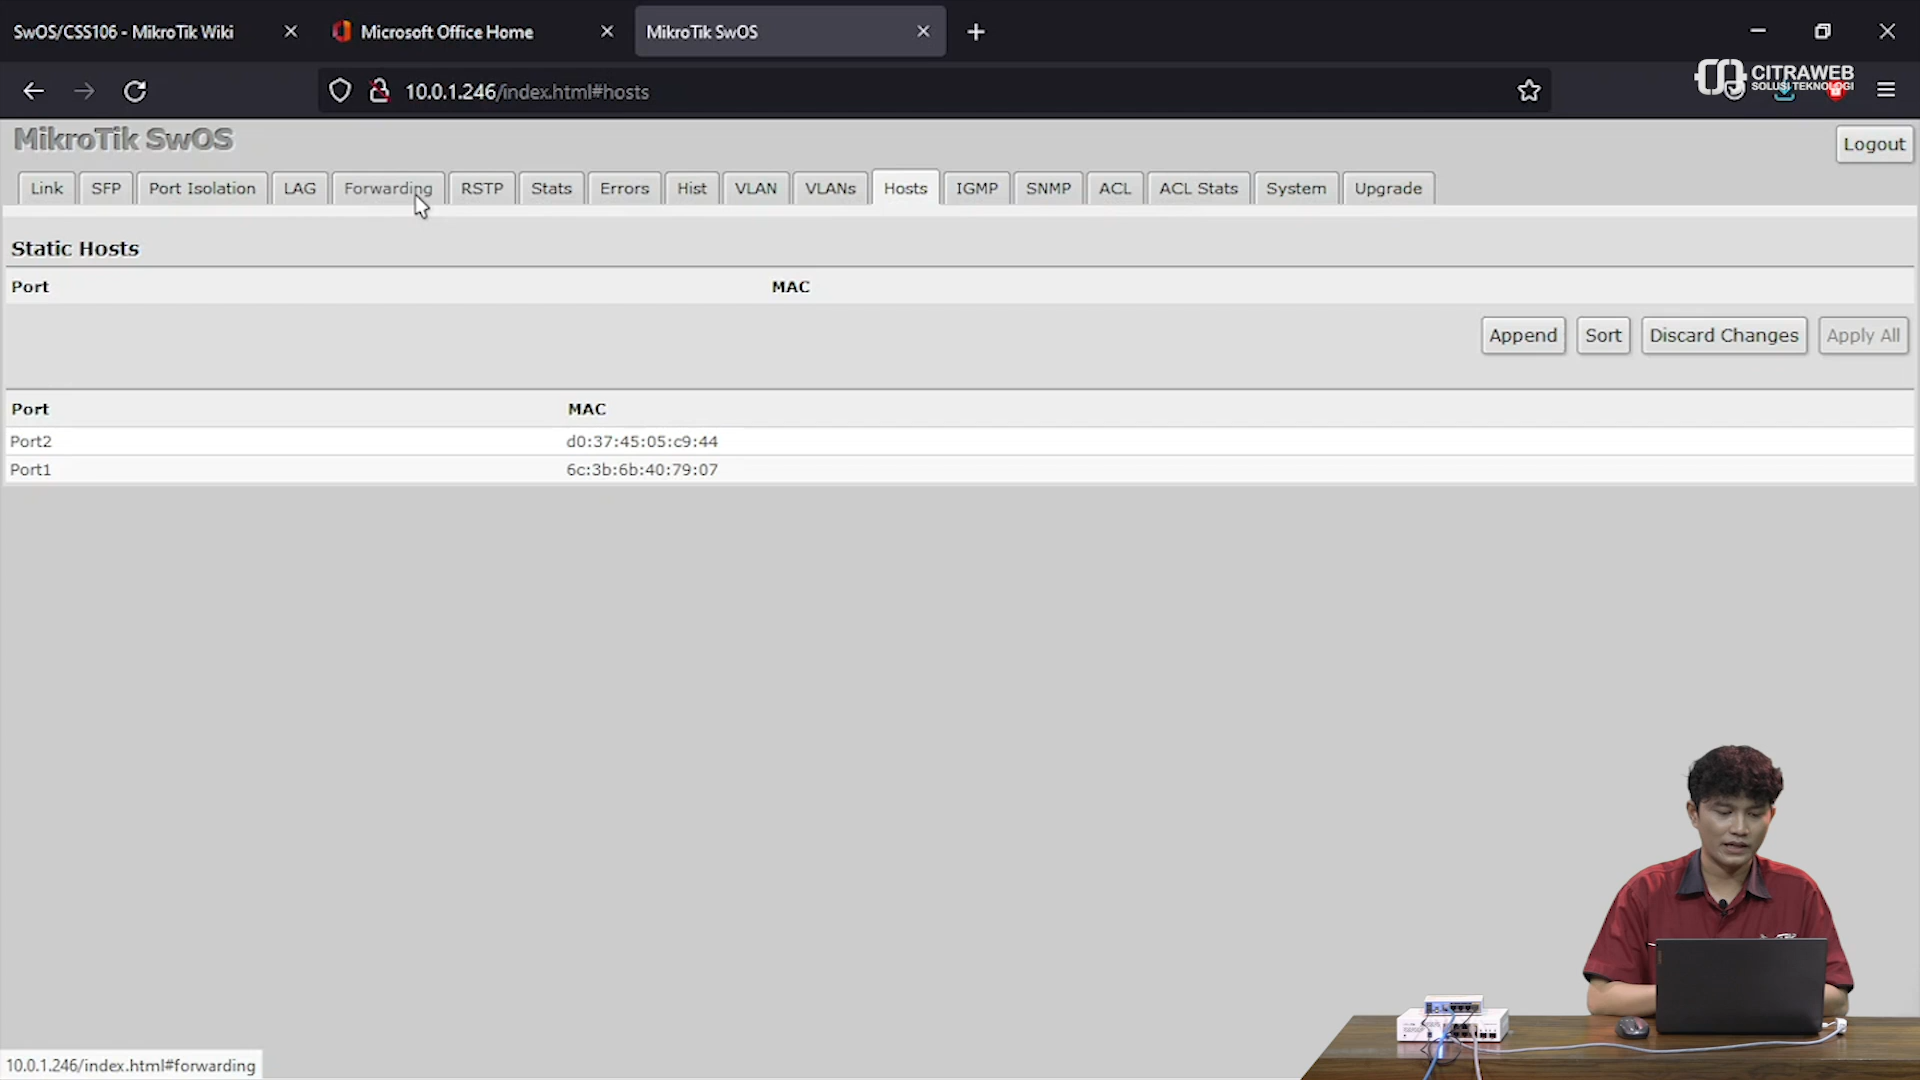 SwOS/CSS106 - MikroTik Wiki
Microsoft Office Home
MikroTik SwOS
10.0.1.246/index.html#hosts
CITRAWEB
SOLUSI TEKNOLOGI
MikroTik SwOS
Logout
Link SFP Port Isolation LAG Forwarding RSTP Stats Errors Hist VLAN VLANs Hosts IGMP SNMP ACL ACL Stats System Upgrade
Static Hosts
Port MAC
Append Sort Discard Changes Apply All
Port MAC
Port2 d0:37:45:05:c9:44
Port1 6c:3b:6b:40:79:07
10.0.1.246/index.html#forwarding